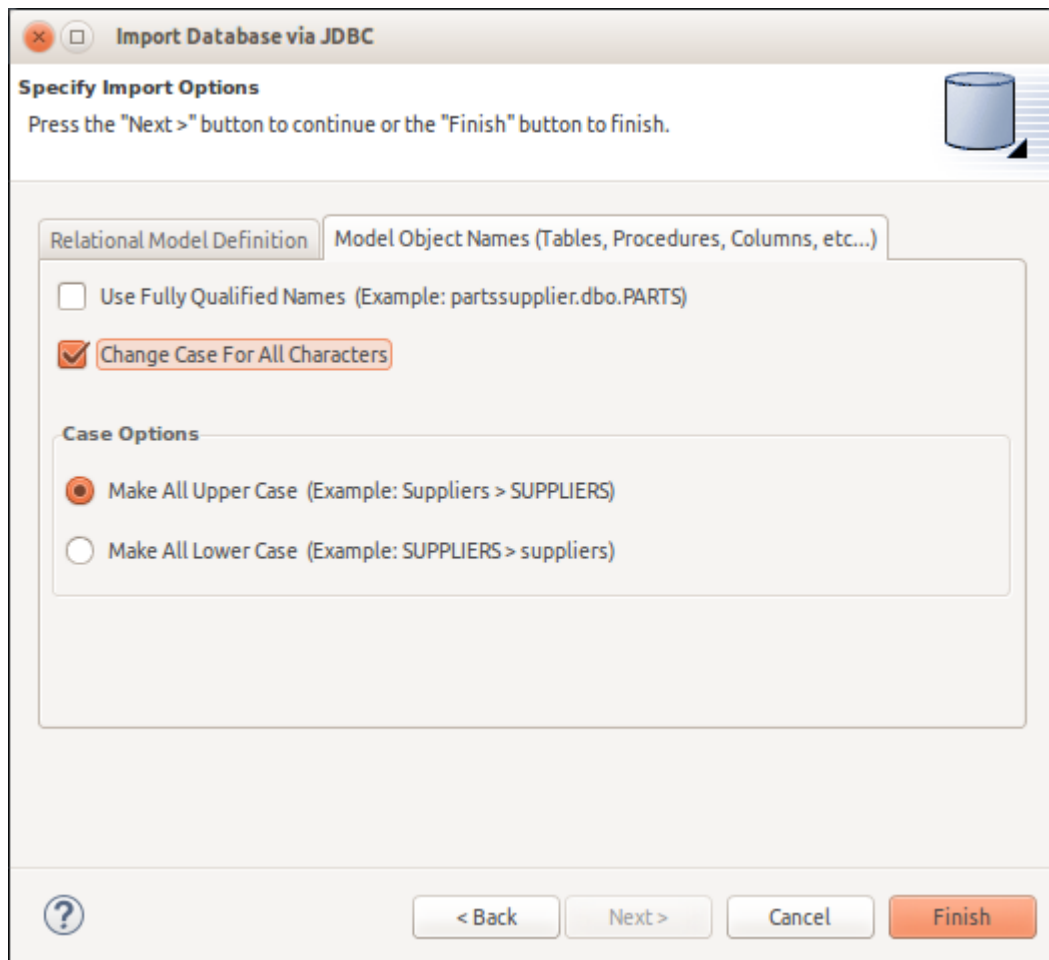 Import Database via JDBC
Specify Import Options
Press the "Next >" button to continue or the "Finish" button to finish.
Relational Model Definition
Model Object Names (Tables, Procedures, Columns, etc...)
Use Fully Qualified Names (Example: partssupplier.dbo.PARTS)
Change Case For All Characters
Case Options
Make All Upper Case (Example: Suppliers > SUPPLIERS)
Make All Lower Case (Example: SUPPLIERS > suppliers)
?
< Back
Next >
Cancel
Finish